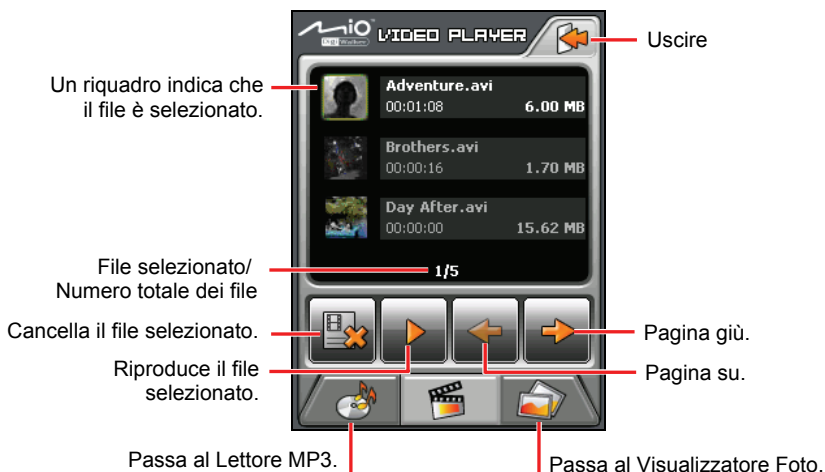 Mio
DigiWalker
VIDEO PLAYER
Uscire
Un riquadro indica che
il file è selezionato.
Adventure.avi
00:01:08 6.00 MB
Brothers.avi
00:00:16 1.70 MB
Day After.avi
00:00:00 15.62 MB
File selezionato/
Numero totale dei file
1/5
Cancella il file selezionato.
Riproduce il file
selezionato.
Pagina giù.
Pagina su.
Passa al Lettore MP3.
Passa al Visualizzatore Foto.